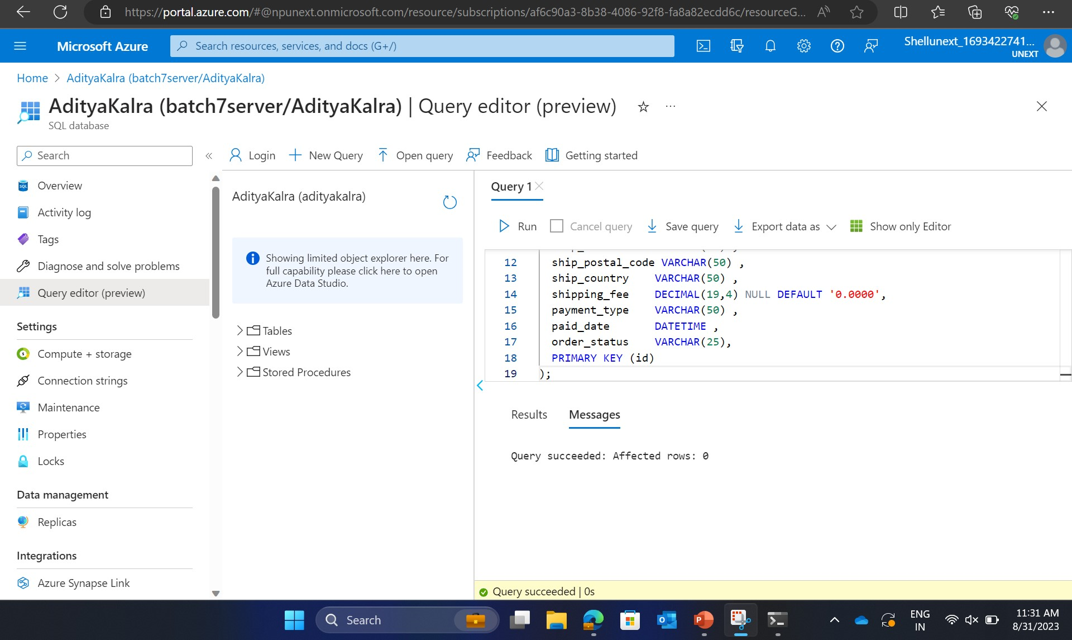 https://portal.azure.com/#@npunext.onmicrosoft.com/resource/subscriptions/af6c90a3-8b38-4086-92f8-fa8a82ecdd6c/resourceG...
Microsoft Azure
Search resources, services, and docs (G+/)
Shellunext_1693422741...
UNEXT
Home > AdityaKalra (batch7server/AdityaKalra)
AdityaKalra (batch7server/AdityaKalra) | Query editor (preview)
SQL database
Search
Overview
Activity log
Tags
Diagnose and solve problems
Query editor (preview)
Settings
Compute + storage
Connection strings
Maintenance
Properties
Locks
Data management
Replicas
Integrations
Azure Synapse Link
Login
New Query
Open query
Feedback
Getting started
AdityaKalra (adityakalra)
Showing limited object explorer here. For
full capability please click here to open
Azure Data Studio.
Tables
Views
Stored Procedures
Query 1
Run
Cancel query
Save query
Export data as
Show only Editor
12 ship_postal_code VARCHAR(50) ,
13 ship_country VARCHAR(50) ,
14 shipping_fee DECIMAL(19,4) NULL DEFAULT '0.0000',
15 payment_type VARCHAR(50) ,
16 paid_date DATETIME ,
17 order_status VARCHAR(25),
18 PRIMARY KEY (id)
19 );
Results
Messages
Query succeeded: Affected rows: 0
Query succeeded | 0s
Search
ENG
IN
11:31 AM
8/31/2023